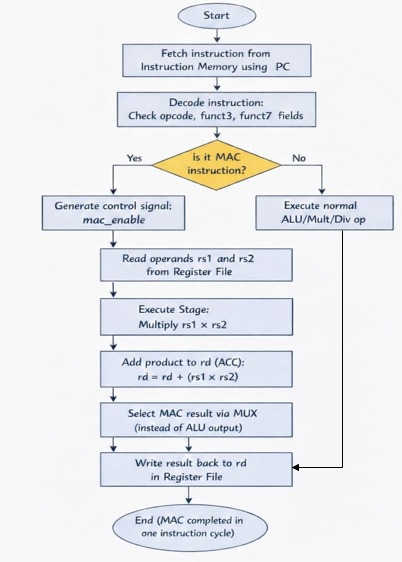 Start
Fetch instruction from
Instruction Memory using PC
Decode instruction:
Check opcode, funct3, funct7 fields
is it MAC
instruction?
Yes
No
Generate control signal:
mac_enable
Execute normal
ALU/Mult/Div op
Read operands rs1 and rs2
from Register File
Execute Stage:
Multiply rs1 × rs2
Add product to rd (ACC):
rd = rd + (rs1 × rs2)
Select MAC result via MUX
(instead of ALU output)
Write result back to rd
in Register File
End (MAC completed in
one instruction cycle)